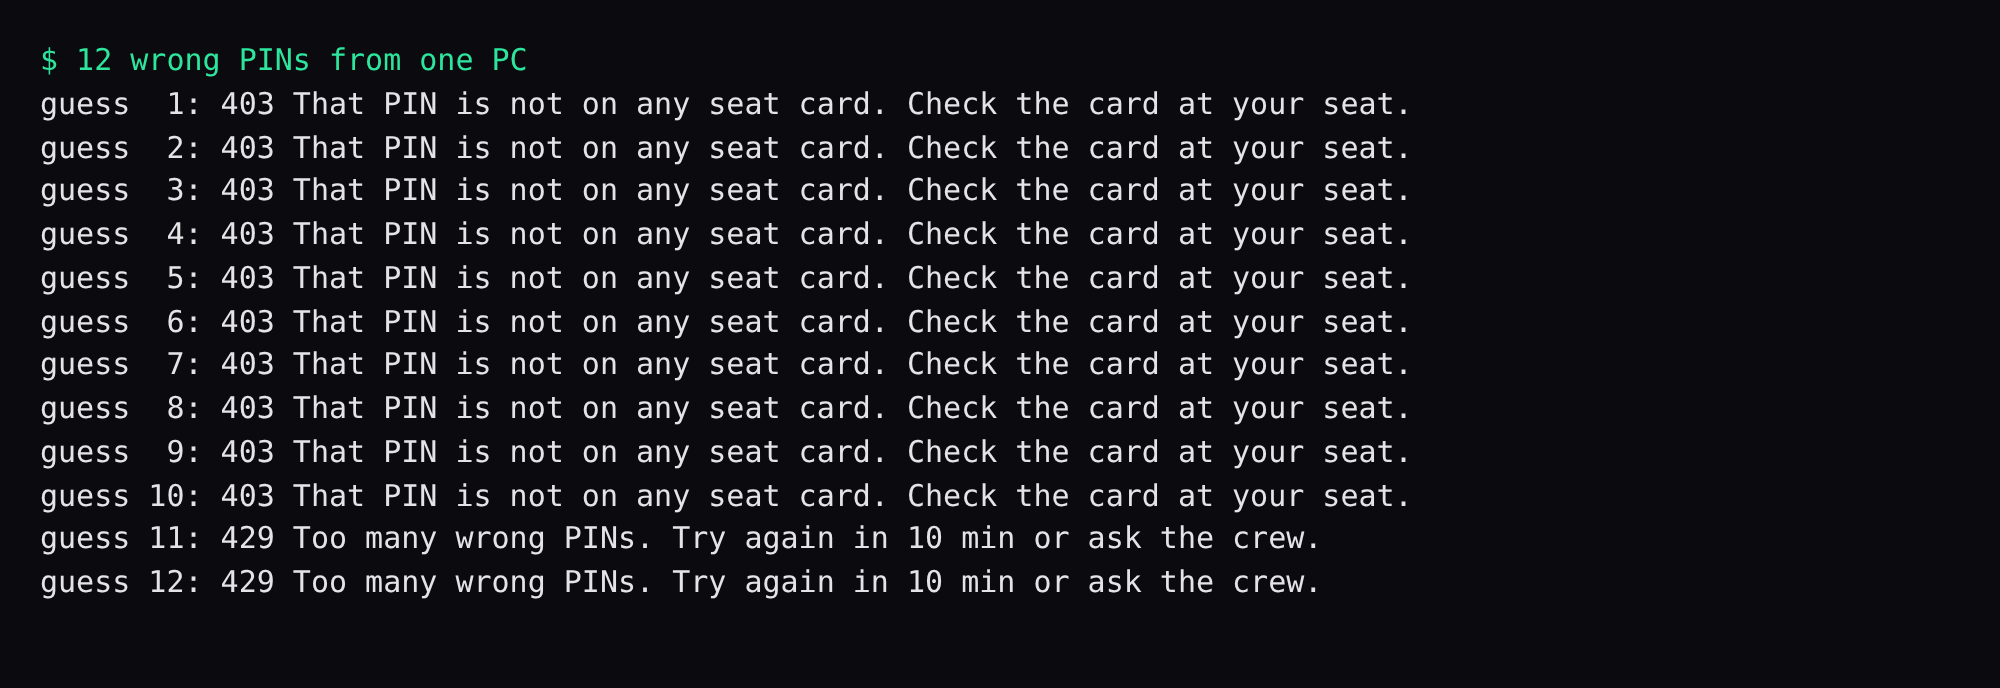 $ 12 wrong PINs from one PC
guess  1: 403 That PIN is not on any seat card. Check the card at your seat.
guess  2: 403 That PIN is not on any seat card. Check the card at your seat.
guess  3: 403 That PIN is not on any seat card. Check the card at your seat.
guess  4: 403 That PIN is not on any seat card. Check the card at your seat.
guess  5: 403 That PIN is not on any seat card. Check the card at your seat.
guess  6: 403 That PIN is not on any seat card. Check the card at your seat.
guess  7: 403 That PIN is not on any seat card. Check the card at your seat.
guess  8: 403 That PIN is not on any seat card. Check the card at your seat.
guess  9: 403 That PIN is not on any seat card. Check the card at your seat.
guess 10: 403 That PIN is not on any seat card. Check the card at your seat.
guess 11: 429 Too many wrong PINs. Try again in 10 min or ask the crew.
guess 12: 429 Too many wrong PINs. Try again in 10 min or ask the crew.